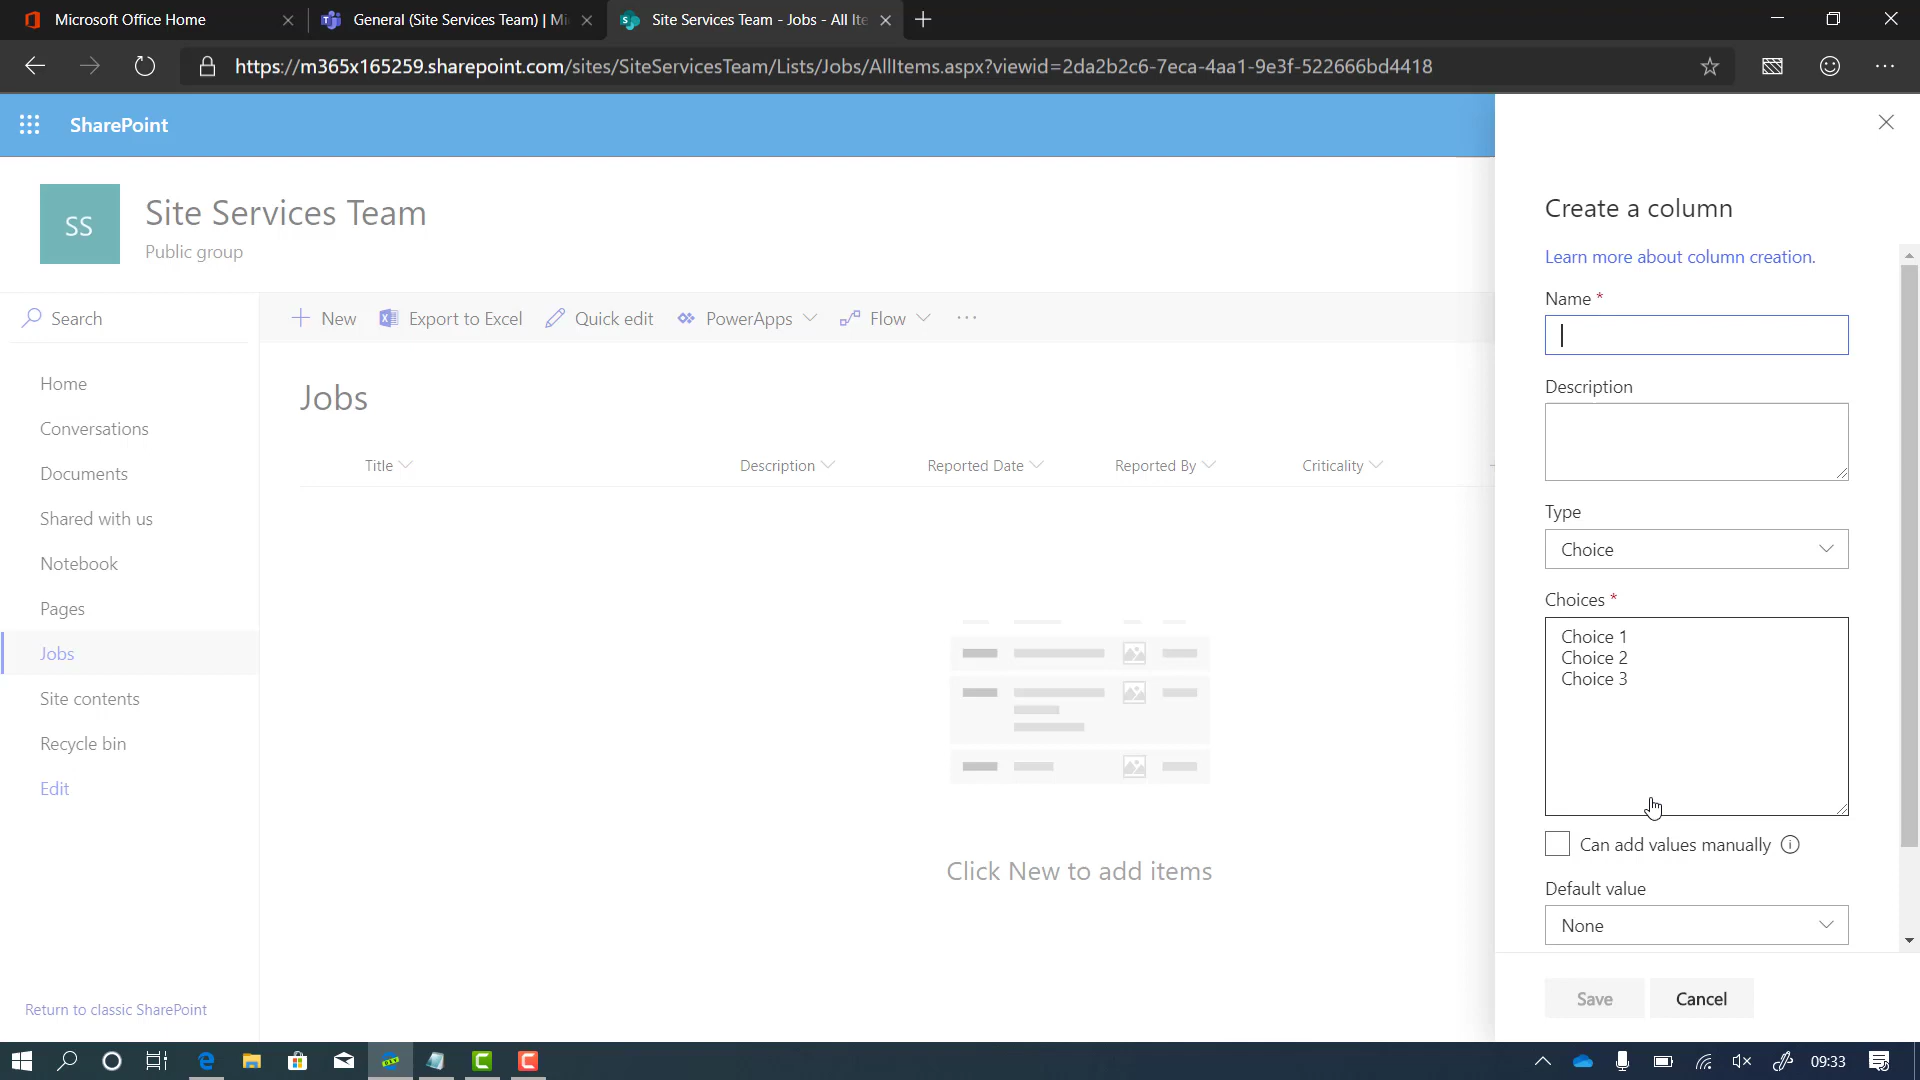 Microsoft Office Home
General (Site Services Team) | Mi
Site Services Team - Jobs - All Ite
https://m365x165259.sharepoint.com/sites/SiteServicesTeam/Lists/Jobs/AllItems.aspx?viewid=2da2b2c6-7eca-4aa1-9e3f-522666bd4418
SharePoint
SS
Site Services Team
Public group
Search
New
Export to Excel
Quick edit
PowerApps
Flow
Home
Conversations
Documents
Shared with us
Notebook
Pages
Jobs
Site contents
Recycle bin
Edit
Return to classic SharePoint
Jobs
Title
Description
Reported Date
Reported By
Criticality
Click New to add items
Create a column
Learn more about column creation.
Name *
Description
Type
Choice
Choices *
Choice 1
Choice 2
Choice 3
Can add values manually
Default value
None
Save
Cancel
09:33